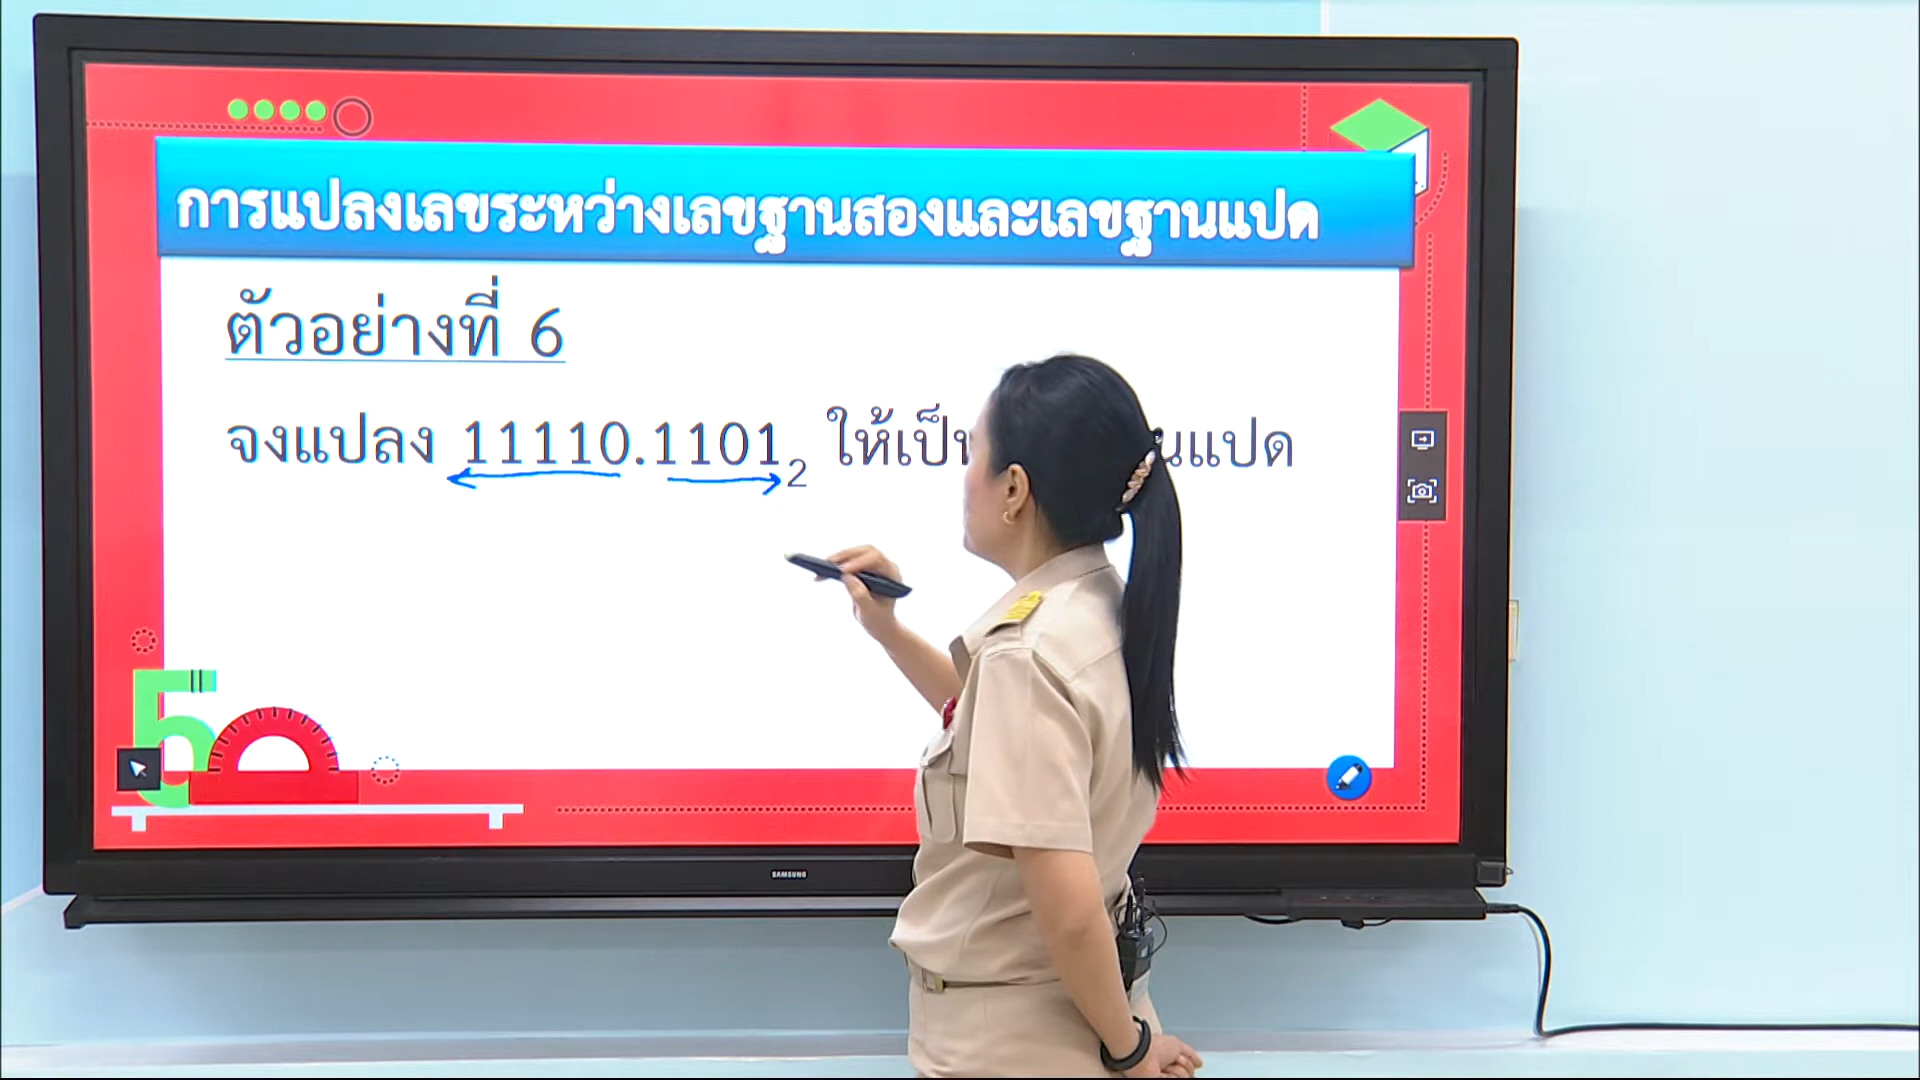 การแปลงเลขระหว่างเลขฐานสองและเลขฐานแปด
ตัวอย่างที่ 6
จงแปลง 11110.1101₂ ให้เป็ นแปด
5
SAMSUNG